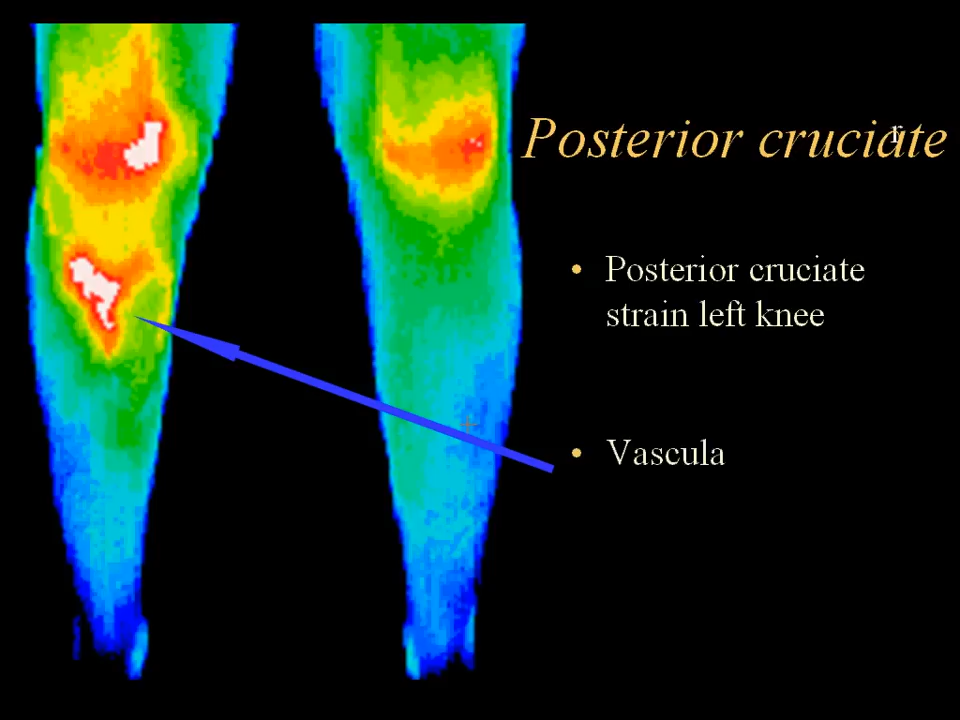 Posterior cruciate
• Posterior cruciate
strain left knee
• Vascula